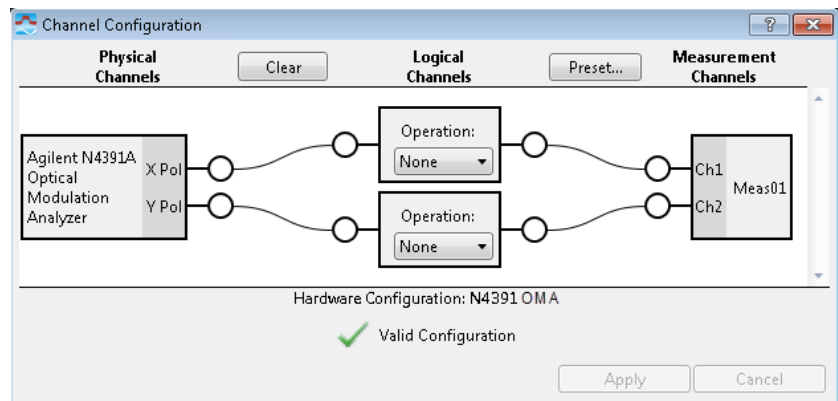 Channel Configuration
Physical
Channels
Clear
Logical
Channels
Preset...
Measurement
Channels
Agilent N4391A
Optical
Modulation
Analyzer
X Pol
Y Pol
Operation:
None
Operation:
None
Ch1
Ch2
Meas01
Hardware Configuration: N4391 OMA
Valid Configuration
Apply
Cancel